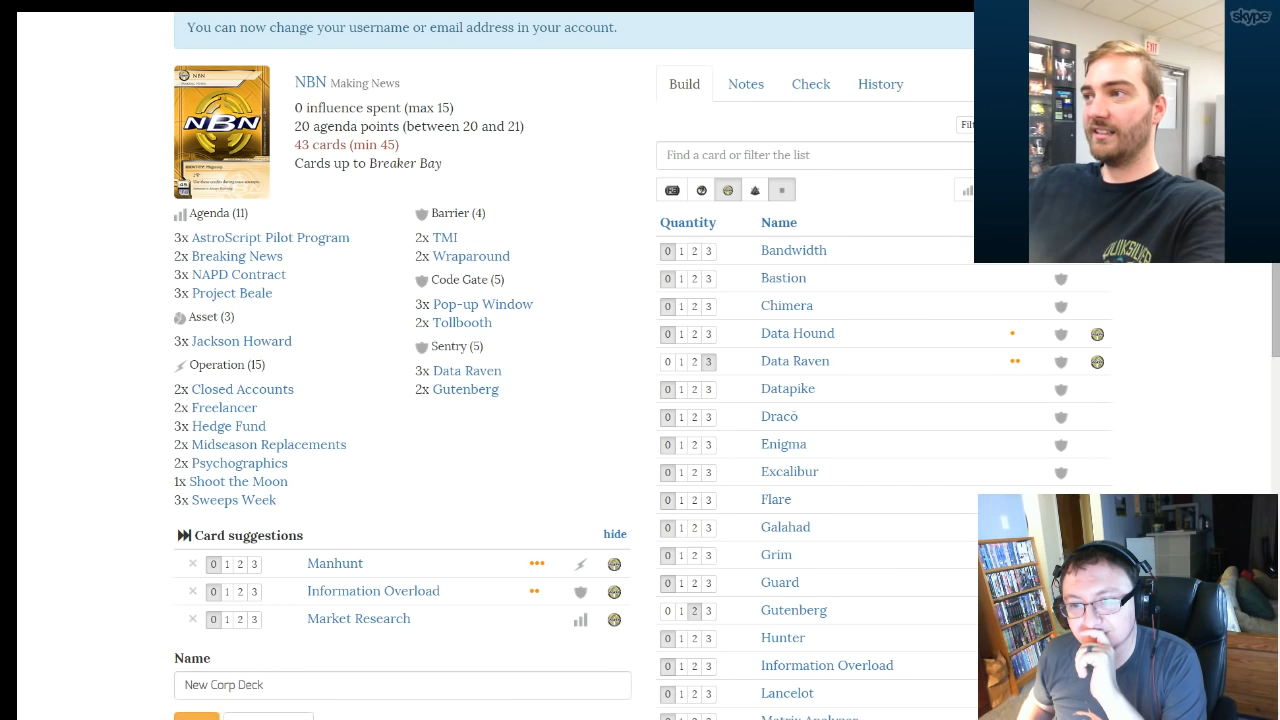 You can now change your username or email address in your account.
NBN Making News
0 influence spent (max 15)
20 agenda points (between 20 and 21)
43 cards (min 45)
Cards up to Breaker Bay
NBN
Agenda (11)
3x AstroScript Pilot Program
2x Breaking News
3x NAPD Contract
3x Project Beale
Asset (3)
3x Jackson Howard
Operation (15)
2x Closed Accounts
2x Freelancer
3x Hedge Fund
2x Midseason Replacements
2x Psychographics
1x Shoot the Moon
3x Sweeps Week
Barrier (4)
2x TMI
2x Wraparound
Code Gate (5)
3x Pop-up Window
2x Tollbooth
Sentry (5)
3x Data Raven
2x Gutenberg
Card suggestions hide
0 1 2 3 Manhunt
0 1 2 3 Information Overload
0 1 2 3 Market Research
Name
New Corp Deck
Build Notes Check History
Find a card or filter the list
Quantity Name
0 1 2 3 Bandwidth
0 1 2 3 Bastion
0 1 2 3 Chimera
0 1 2 3 Data Hound
0 1 2 3 Data Raven
0 1 2 3 Datapike
0 1 2 3 Draco
0 1 2 3 Enigma
0 1 2 3 Excalibur
0 1 2 3 Flare
0 1 2 3 Galahad
0 1 2 3 Grim
0 1 2 3 Guard
0 1 2 3 Gutenberg
0 1 2 3 Hunter
0 1 2 3 Information Overload
0 1 2 3 Lancelot
Matrix Analyzer
skype
EXIT
QUIKSILVER